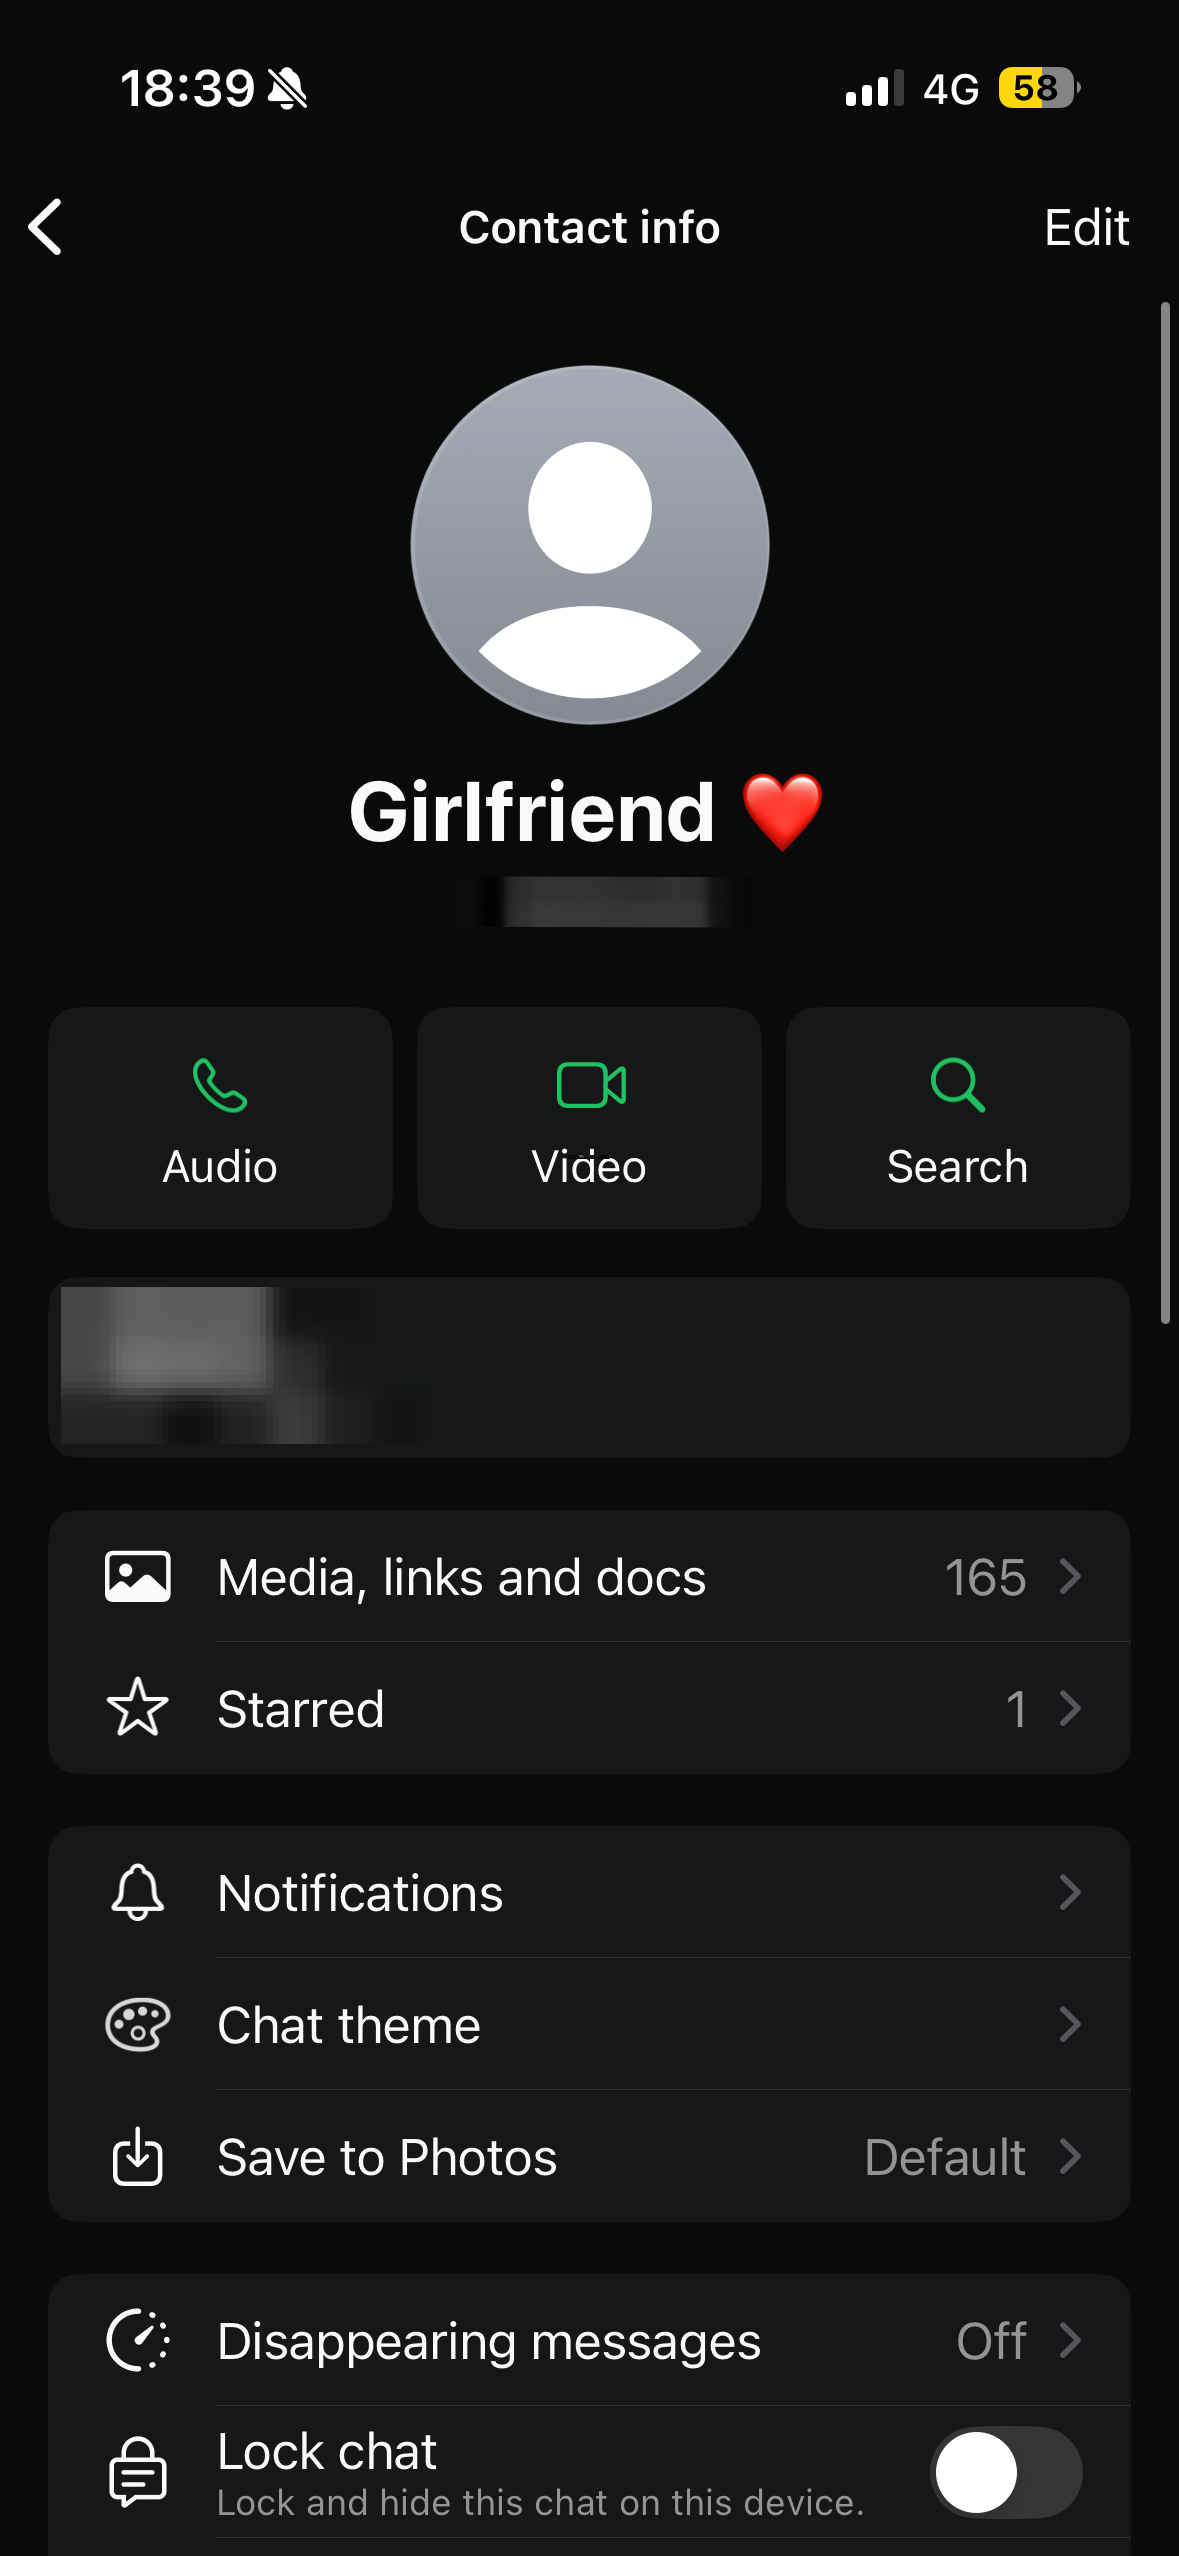 18:39 4G 58
Contact info Edit
Girlfriend ❤️
Audio Video Search
Media, links and docs 165
Starred 1
Notifications
Chat theme
Save to Photos Default
Disappearing messages Off
Lock chat
Lock and hide this chat on this device.